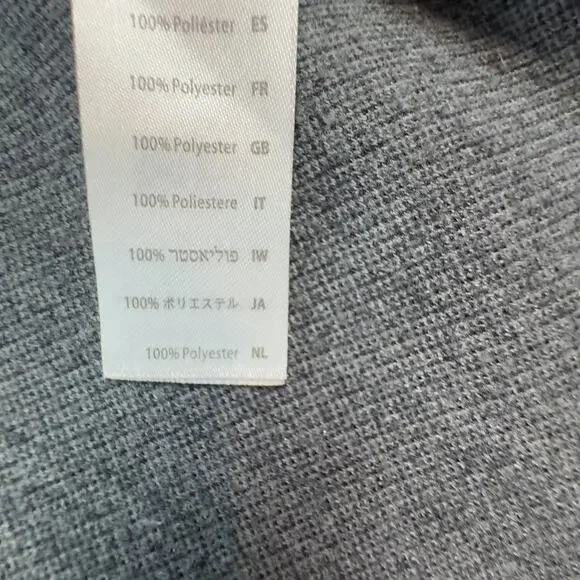 100% Poliéster ES
100% Polyester FR
100% Polyester GB
100% Poliestere IT
100% פוליאסטר IW
100% ポリエステル JA
100% Polyester NL